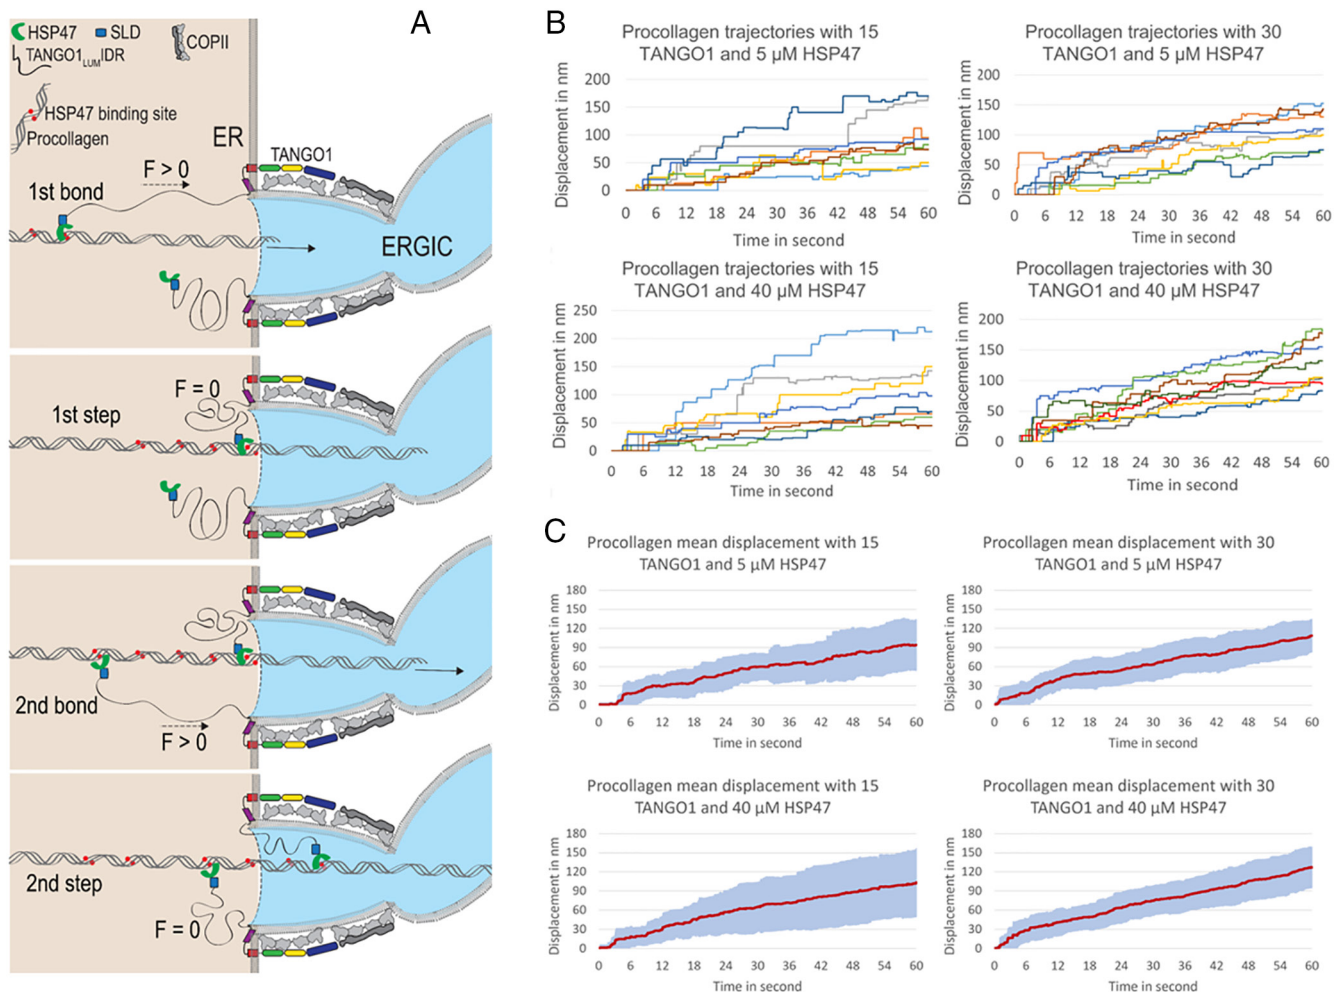 A
HSP47
SLD
COPII
TANGO1LUMIDR
HSP47 binding site
Procollagen
ER
TANGO1
F > 0
1st bond
ERGIC
F = 0
1st step
2nd bond
F > 0
2nd step
F = 0
B
Procollagen trajectories with 15
TANGO1 and 5 µM HSP47
Displacement in nm
200
150
100
50
0
0 6 12 18 24 30 36 42 48 54 60
Time in second
Procollagen trajectories with 30
TANGO1 and 5 µM HSP47
Displacement in nm
200
150
100
50
0
0 6 12 18 24 30 36 42 48 54 60
Time in second
Procollagen trajectories with 15
TANGO1 and 40 µM HSP47
Displacement in nm
250
200
150
100
50
0
0 6 12 18 24 30 36 42 48 54 60
Time in second
Procollagen trajectories with 30
TANGO1 and 40 µM HSP47
Displacement in nm
200
150
100
50
0
0 6 12 18 24 30 36 42 48 54 60
Time in second
C
Procollagen mean displacement with 15
TANGO1 and 5 µM HSP47
Displacement in nm
180
150
120
90
60
30
0
0 6 12 18 24 30 36 42 48 54 60
Time in second
Procollagen mean displacement with 30
TANGO1 and 5 µM HSP47
Displacement in nm
180
150
120
90
60
30
0
0 6 12 18 24 30 36 42 48 54 60
Time in second
Procollagen mean displacement with 15
TANGO1 and 40 µM HSP47
Displacement in nm
180
150
120
90
60
30
0
0 6 12 18 24 30 36 42 48 54 60
Time in second
Procollagen mean displacement with 30
TANGO1 and 40 µM HSP47
Displacement in nm
180
150
120
90
60
30
0
0 6 12 18 24 30 36 42 48 54 60
Time in second